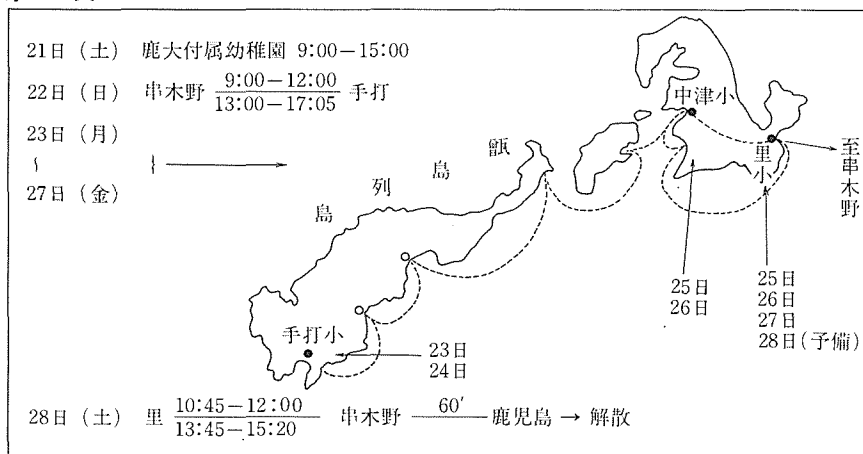 21日(土) 鹿大付属幼稚園 9:00-15:00
22日(日) 串木野 9:00-12:00 手打
13:00-17:05
23日(月)
~
27日(金)
甑島列島
中津小
里小
至串木野
手打小
23日
24日
25日
26日
25日
26日
27日
28日(予備)
28日(土) 里 10:45-12:00 串木野 60′ 鹿児島 → 解散
13:45-15:20